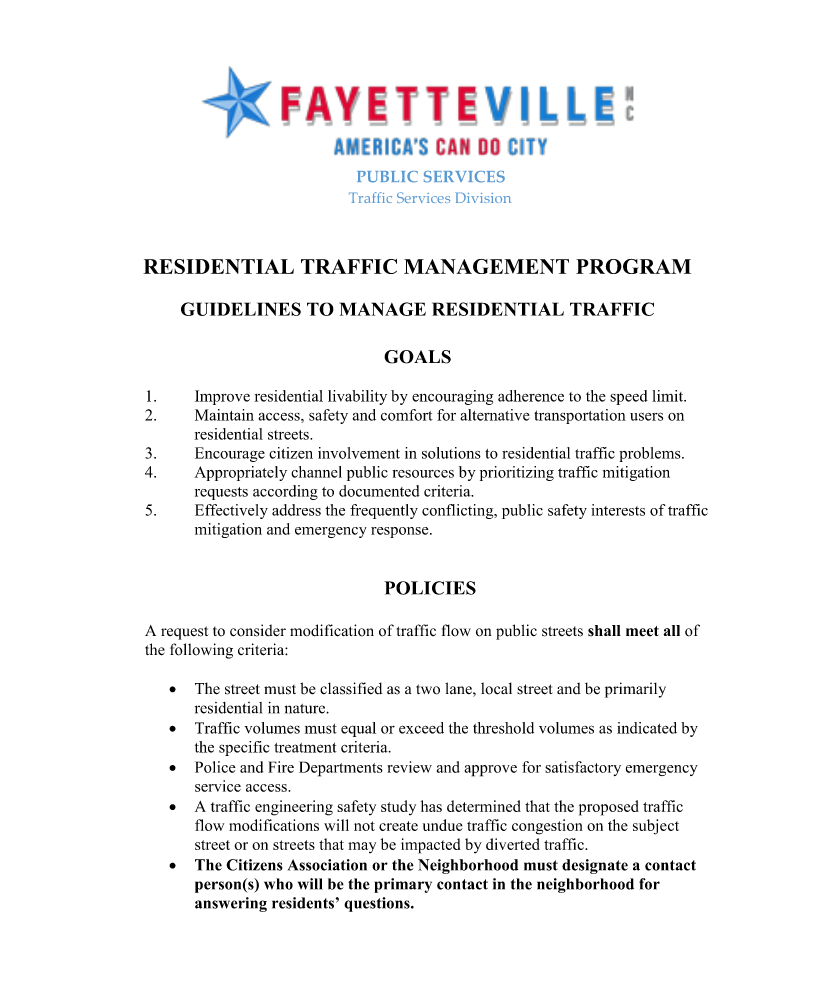 FAYETTEVILLE NC
AMERICA'S CAN DO CITY
PUBLIC SERVICES
Traffic Services Division
RESIDENTIAL TRAFFIC MANAGEMENT PROGRAM
GUIDELINES TO MANAGE RESIDENTIAL TRAFFIC
GOALS
1. Improve residential livability by encouraging adherence to the speed limit.
2. Maintain access, safety and comfort for alternative transportation users on
residential streets.
3. Encourage citizen involvement in solutions to residential traffic problems.
4. Appropriately channel public resources by prioritizing traffic mitigation
requests according to documented criteria.
5. Effectively address the frequently conflicting, public safety interests of traffic
mitigation and emergency response.
POLICIES
A request to consider modification of traffic flow on public streets shall meet all of
the following criteria:
• The street must be classified as a two lane, local street and be primarily
residential in nature.
• Traffic volumes must equal or exceed the threshold volumes as indicated by
the specific treatment criteria.
• Police and Fire Departments review and approve for satisfactory emergency
service access.
• A traffic engineering safety study has determined that the proposed traffic
flow modifications will not create undue traffic congestion on the subject
street or on streets that may be impacted by diverted traffic.
• The Citizens Association or the Neighborhood must designate a contact
person(s) who will be the primary contact in the neighborhood for
answering residents’ questions.